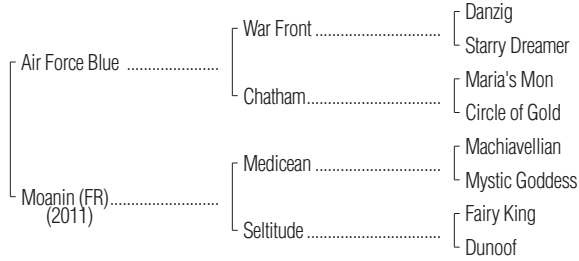 Danzig
War Front ................................
Starry Dreamer
Air Force Blue .......................
Maria's Mon
Chatham..................................
Circle of Gold
Machiavellian
Medicean ................................
Mystic Goddess
Moanin (FR)...........................
(2011)
Fairy King
Seltitude ..................................
Dunoof